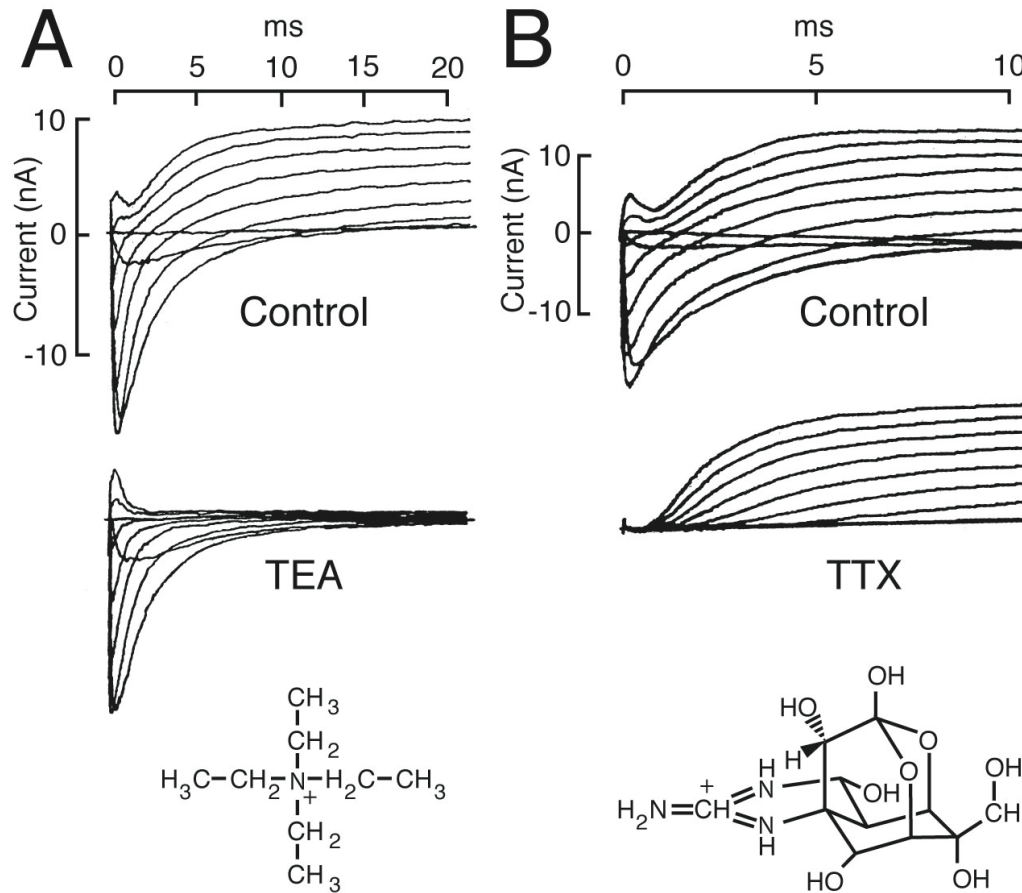 A
ms
0 5 10 15 20
10
0
-10
Current (nA)
Control
TEA
CH3
CH2
H3C—CH2—N—H2C—CH3
+
CH2
CH3
B
ms
0 5 10
10
0
-10
Current (nA)
Control
TTX
OH
HO
H
O
O
H
N
OH
OH
+
H2N=CH
CH
N
H
HO
OH